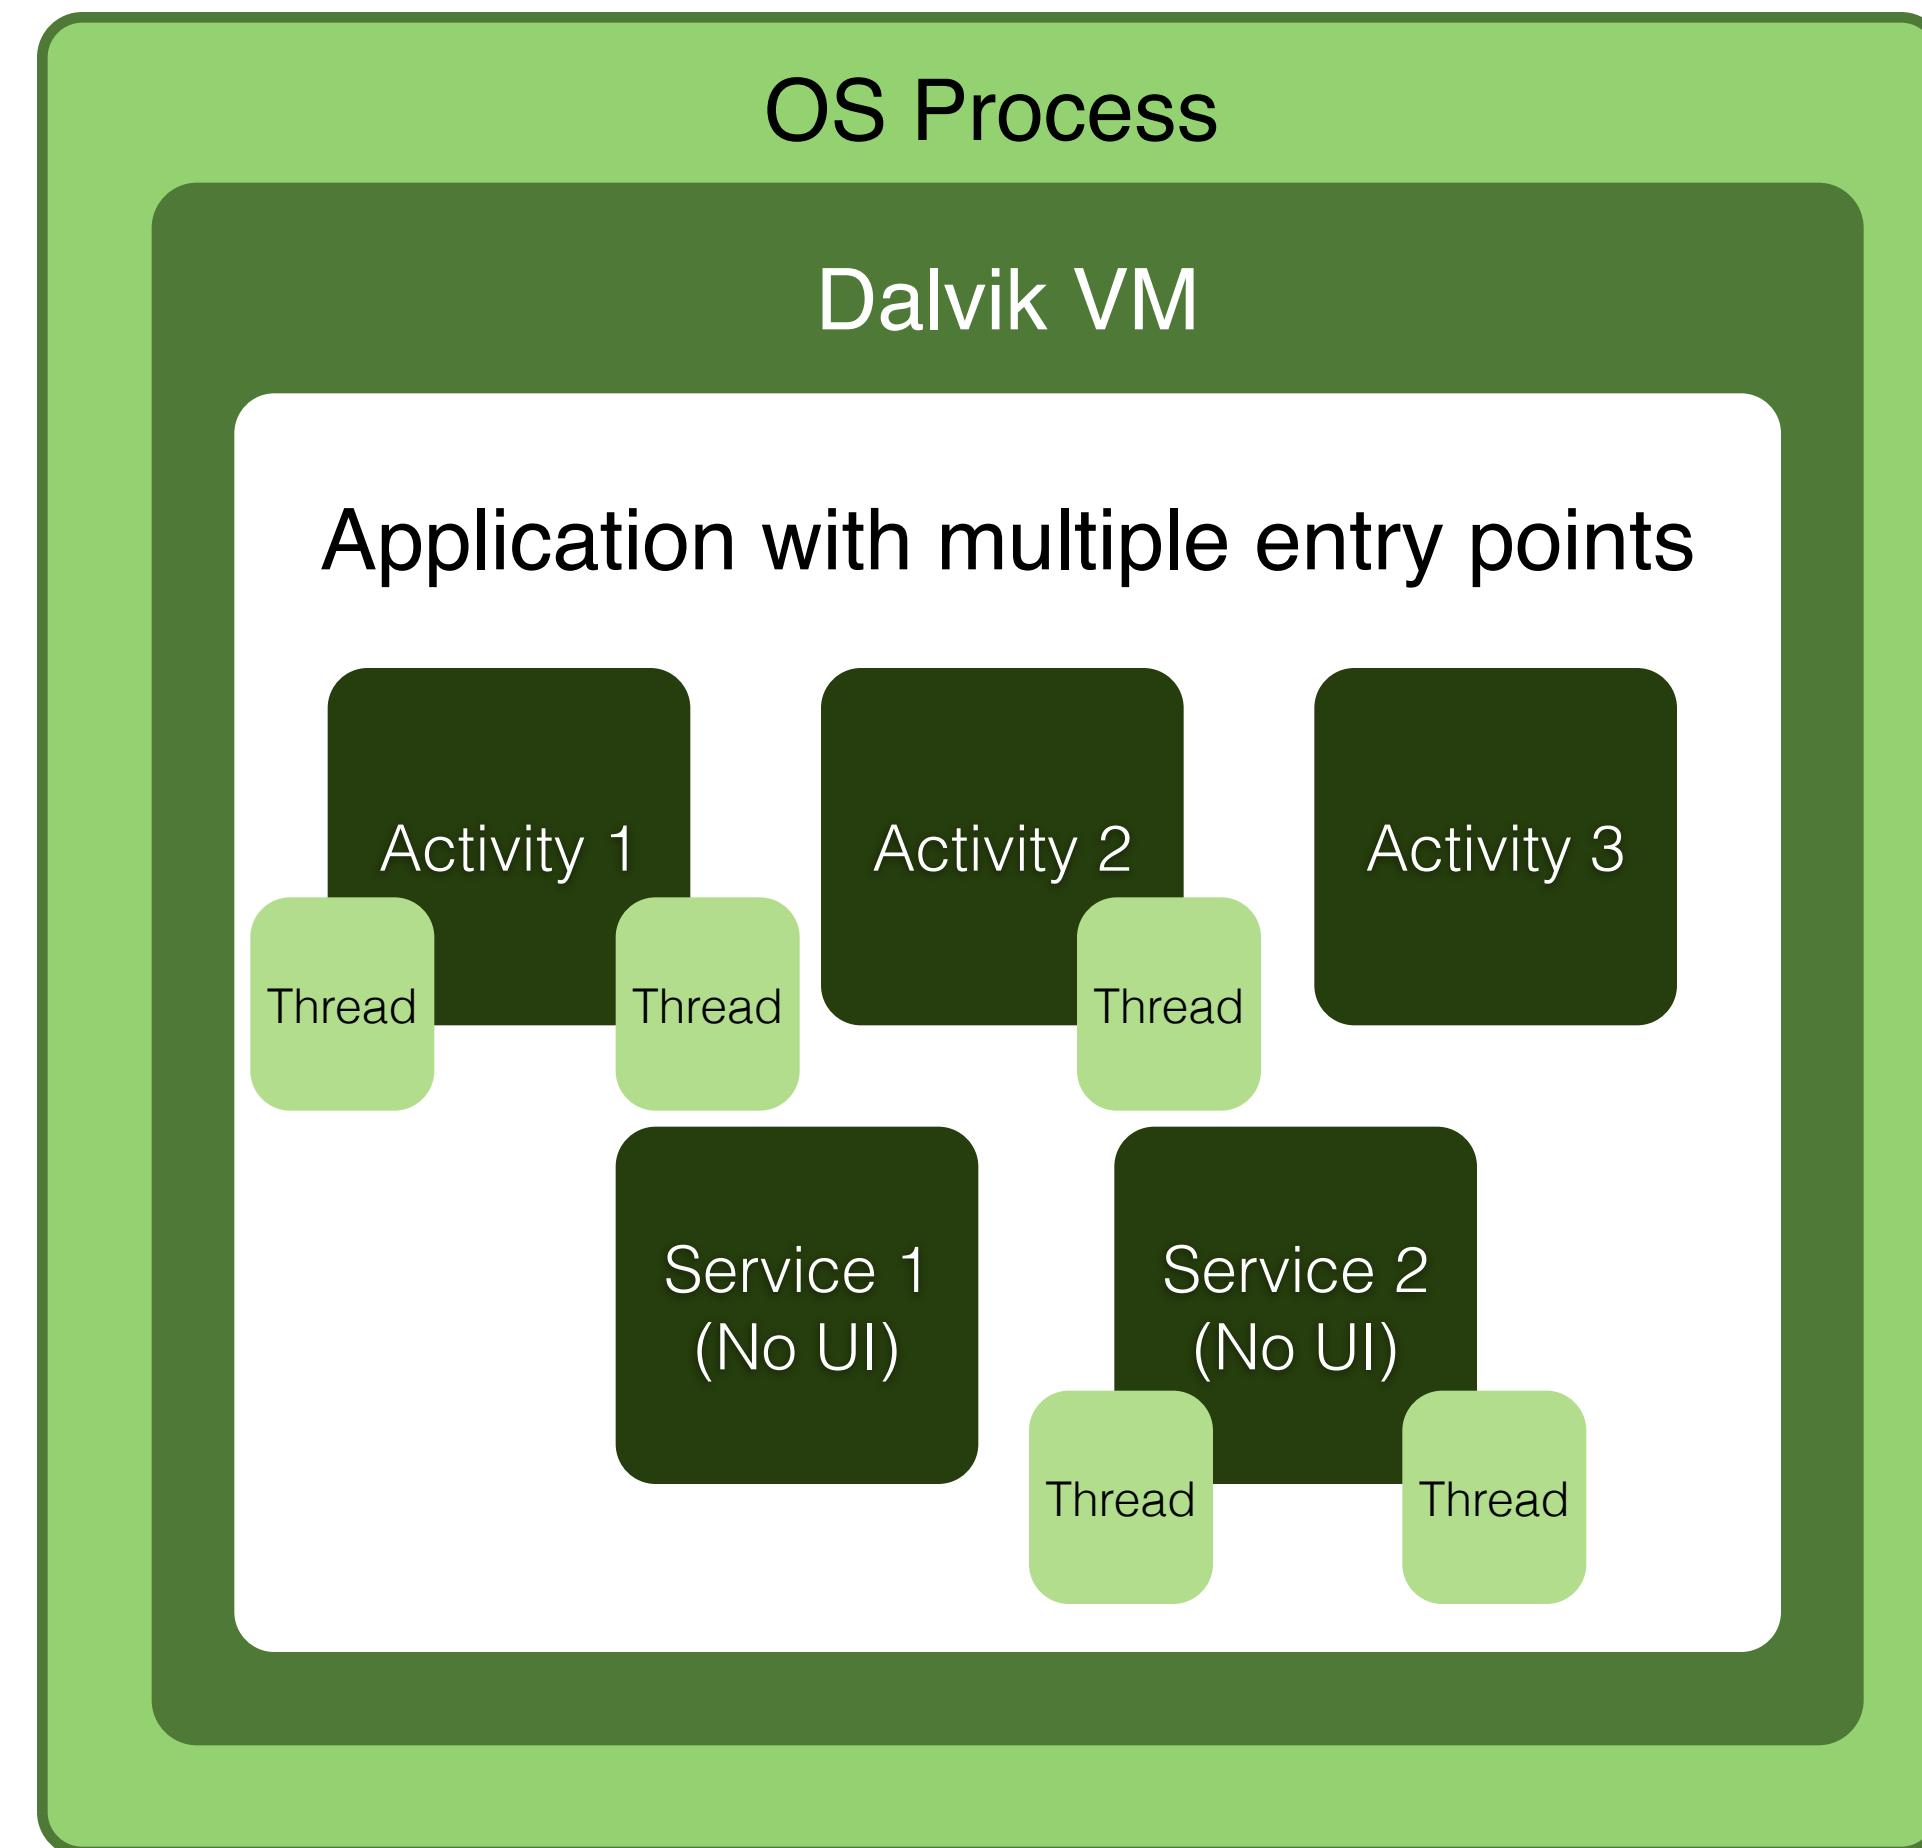 OS Process
Dalvik VM
Application with multiple entry points
Activity 1
Activity 2
Activity 3
Thread
Thread
Thread
Service 1
(No UI)
Service 2
(No UI)
Thread
Thread